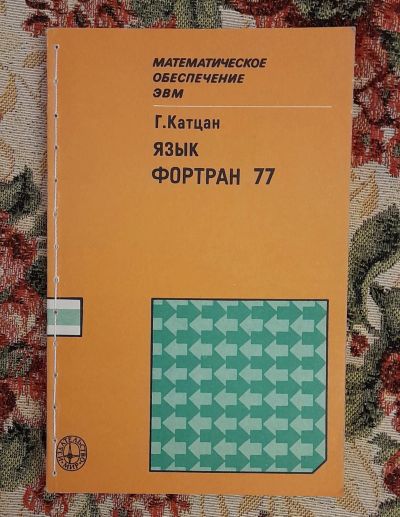 МАТЕМАТИЧЕСКОЕ
ОБЕСПЕЧЕНИЕ
ЭВМ
Г.Катцан
ЯЗЫК
ФОРТРАН 77